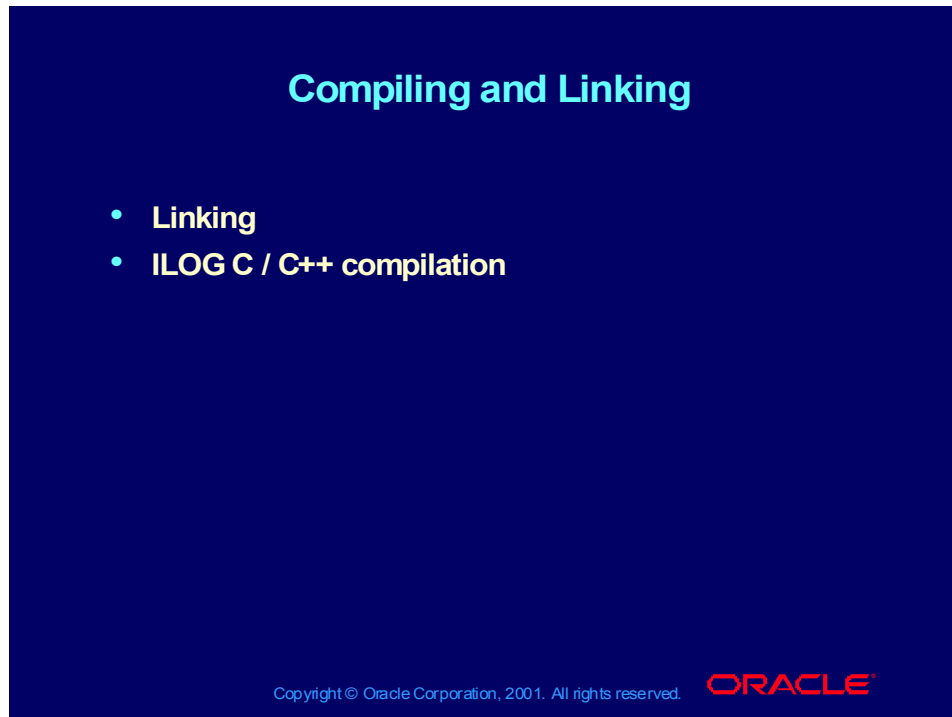 Compiling and Linking
• Linking
• ILOG C / C++ compilation
Copyright © Oracle Corporation, 2001. All rights reserved.
ORACLE®